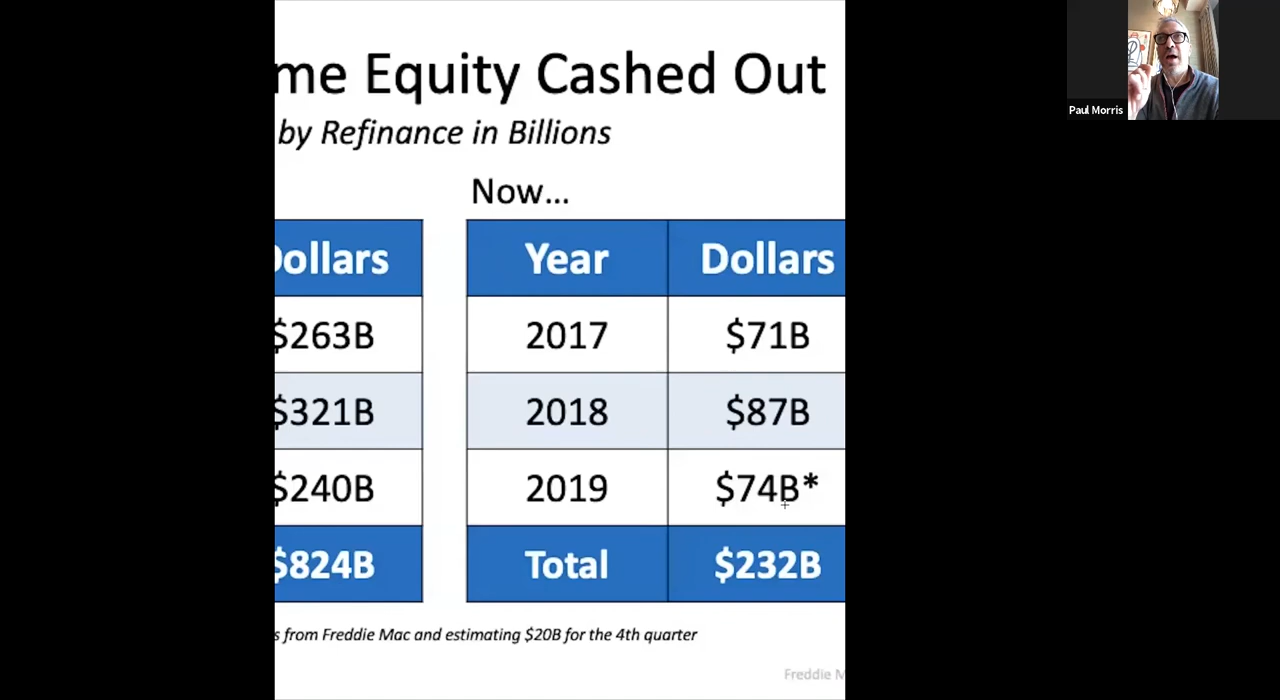 me Equity Cashed Out
by Refinance in Billions
Now...
Dollars Year Dollars
$263B 2017 $71B
$321B 2018 $87B
$240B 2019 $74B*
$824B Total $232B
s from Freddie Mac and estimating $20B for the 4th quarter
Freddie M
Paul Morris